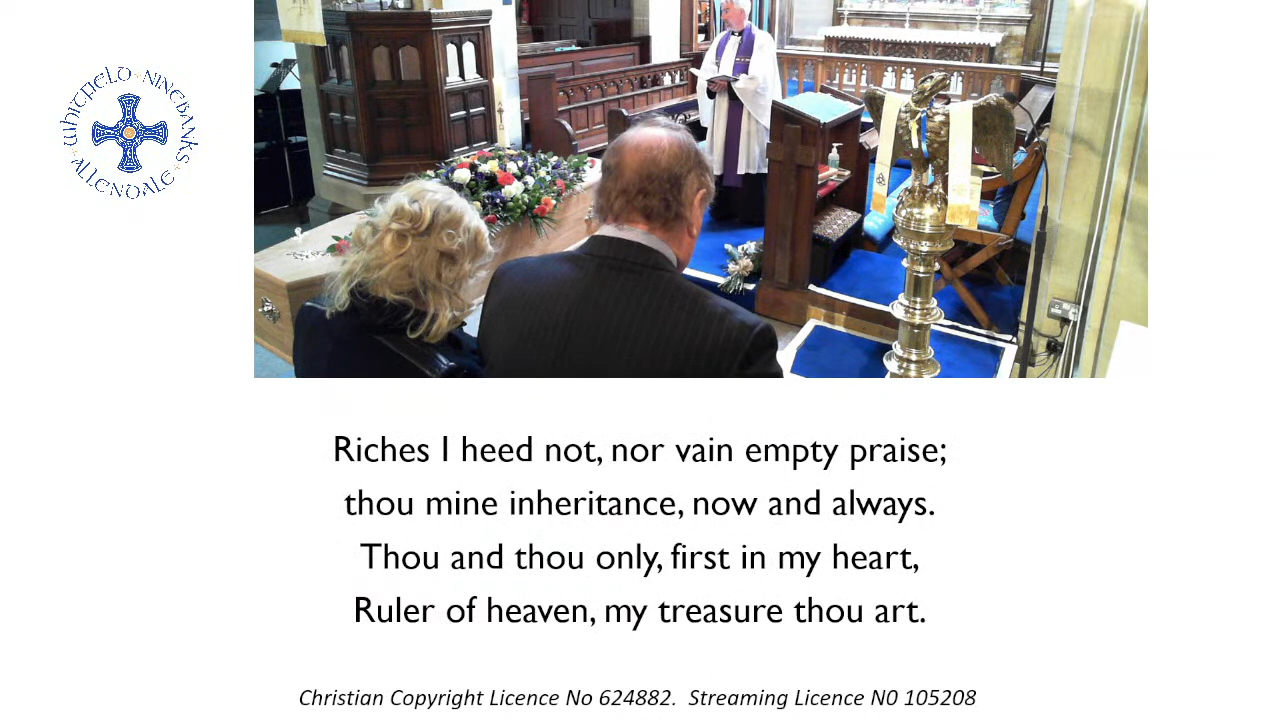 WHITFIELD NINEBANKS ALLENDALE
Riches I heed not, nor vain empty praise;
thou mine inheritance, now and always.
Thou and thou only, first in my heart,
Ruler of heaven, my treasure thou art.
Christian Copyright Licence No 624882.  Streaming Licence N0 105208